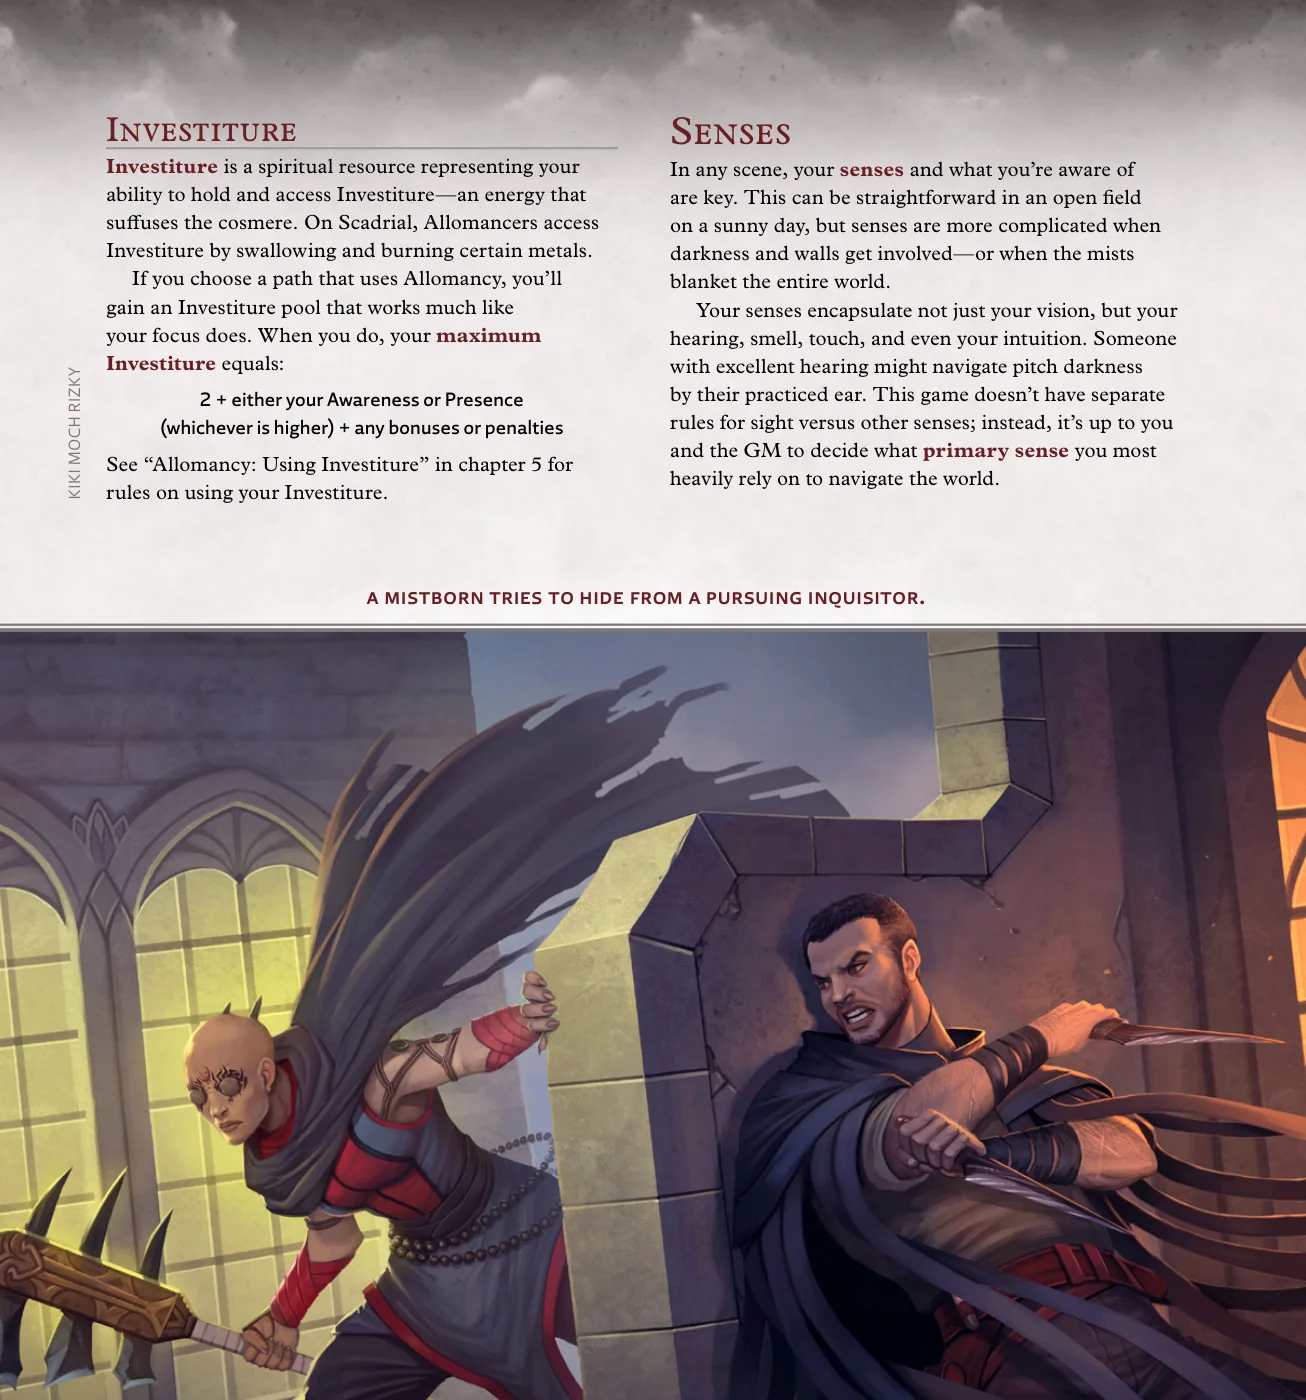 INVESTITURE
Investiture is a spiritual resource representing your
ability to hold and access Investiture—an energy that
suffuses the cosmere. On Scadrial, Allomancers access
Investiture by swallowing and burning certain metals.
If you choose a path that uses Allomancy, you’ll
gain an Investiture pool that works much like
your focus does. When you do, your maximum
Investiture equals:
2 + either your Awareness or Presence
(whichever is higher) + any bonuses or penalties
See “Allomancy: Using Investiture” in chapter 5 for
rules on using your Investiture.
KIKI MOCH RIZKY
SENSES
In any scene, your senses and what you’re aware of
are key. This can be straightforward in an open field
on a sunny day, but senses are more complicated when
darkness and walls get involved—or when the mists
blanket the entire world.
Your senses encapsulate not just your vision, but your
hearing, smell, touch, and even your intuition. Someone
with excellent hearing might navigate pitch darkness
by their practiced ear. This game doesn’t have separate
rules for sight versus other senses; instead, it’s up to you
and the GM to decide what primary sense you most
heavily rely on to navigate the world.
A MISTBORN TRIES TO HIDE FROM A PURSUING INQUISITOR.